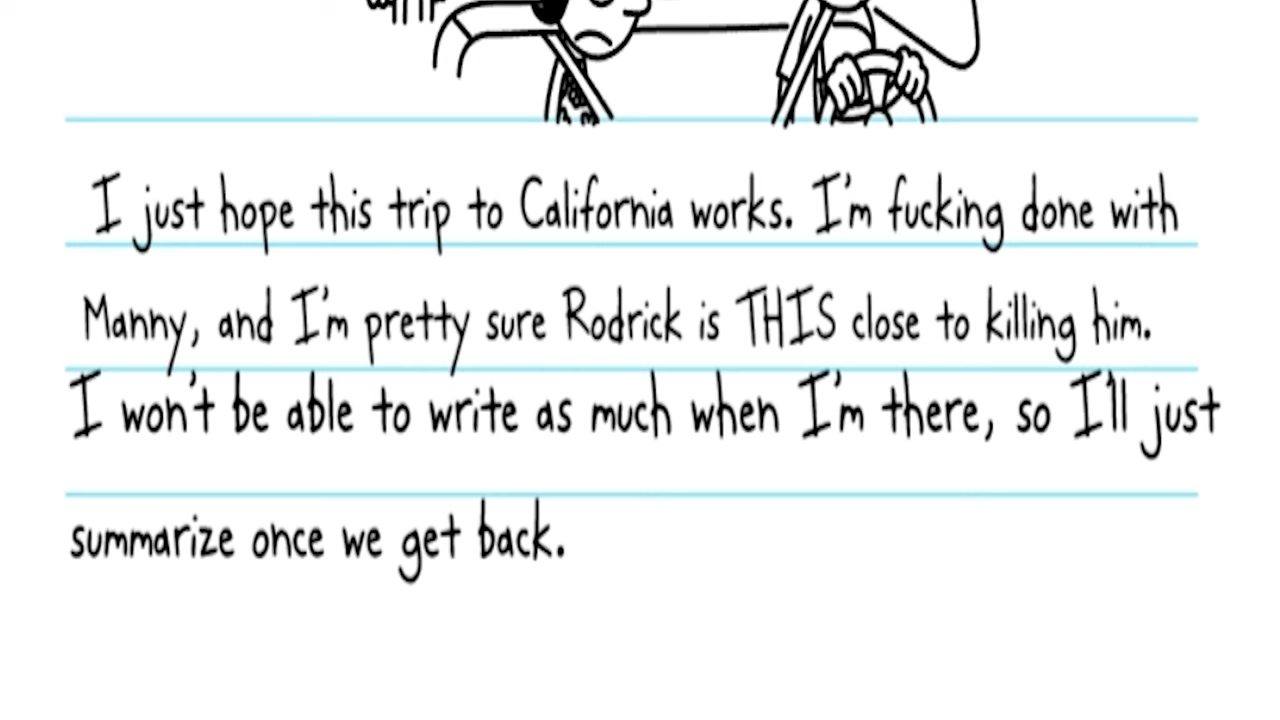 I just hope this trip to California works. I'm fucking done with
Manny, and I'm pretty sure Rodrick is THIS close to killing him.
I won't be able to write as much when I'm there, so I'll just
summarize once we get back.